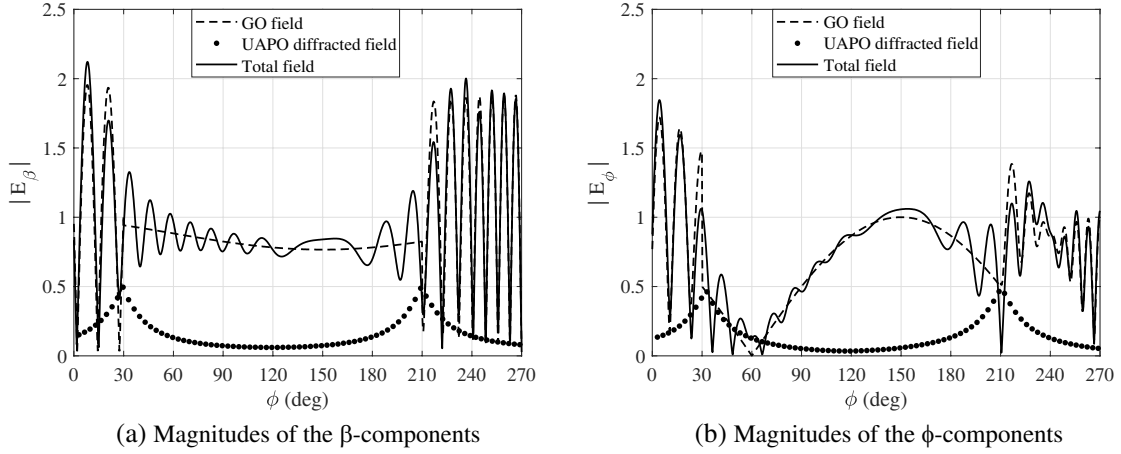 2.5
2
1.5
1
0.5
0
|E_β|
GO field
UAPO diffracted field
Total field
0 30 60 90 120 150 180 210 240 270
ϕ (deg)
(a) Magnitudes of the β-components
2.5
2
1.5
1
0.5
0
|E_ϕ|
GO field
UAPO diffracted field
Total field
0 30 60 90 120 150 180 210 240 270
ϕ (deg)
(b) Magnitudes of the ϕ-components